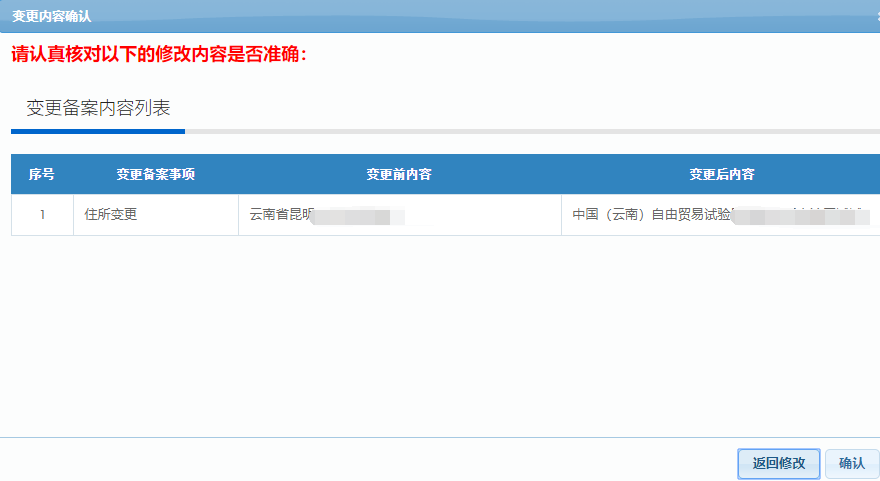 变更内容确认
请认真核对以下的修改内容是否准确：
变更备案内容列表
序号 变更备案事项 变更前内容 变更后内容
1 住所变更 云南省昆明 中国（云南）自由贸易试验
返回修改 确认